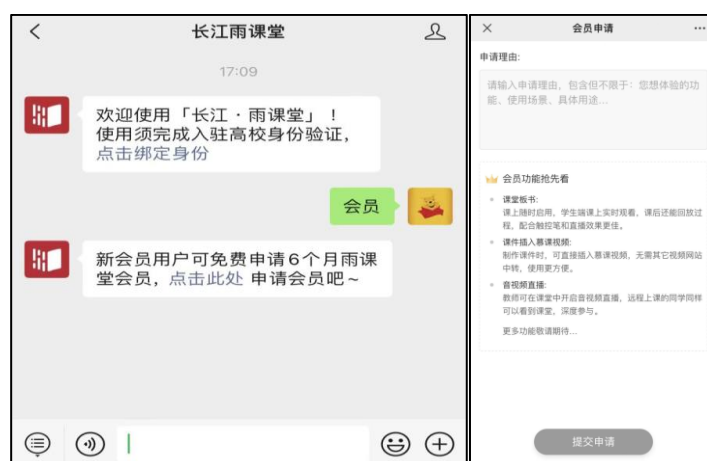 长江雨课堂
17:09
欢迎使用「长江·雨课堂」！
使用须完成入驻高校身份验证，
点击绑定身份
会员
新会员用户可免费申请6个月雨课
堂会员，点击此处 申请会员吧~
会员申请
申请理由:
请输入申请理由，包含但不限于：您想体验的功
能、使用场景、具体用途...
会员功能抢先看
课堂板书:
课上随时启用，学生端课上实时观看，课后还能回放过
程，配合触控笔和直播效果更佳。
课件插入慕课视频:
制作课件时，可直接插入慕课视频，无需其它视频网站
中转，使用更方便。
音视频直播:
教师可在课堂中开启音视频直播，远程上课的同学同样
可以看到课堂，深度参与。
更多功能敬请期待...
提交申请